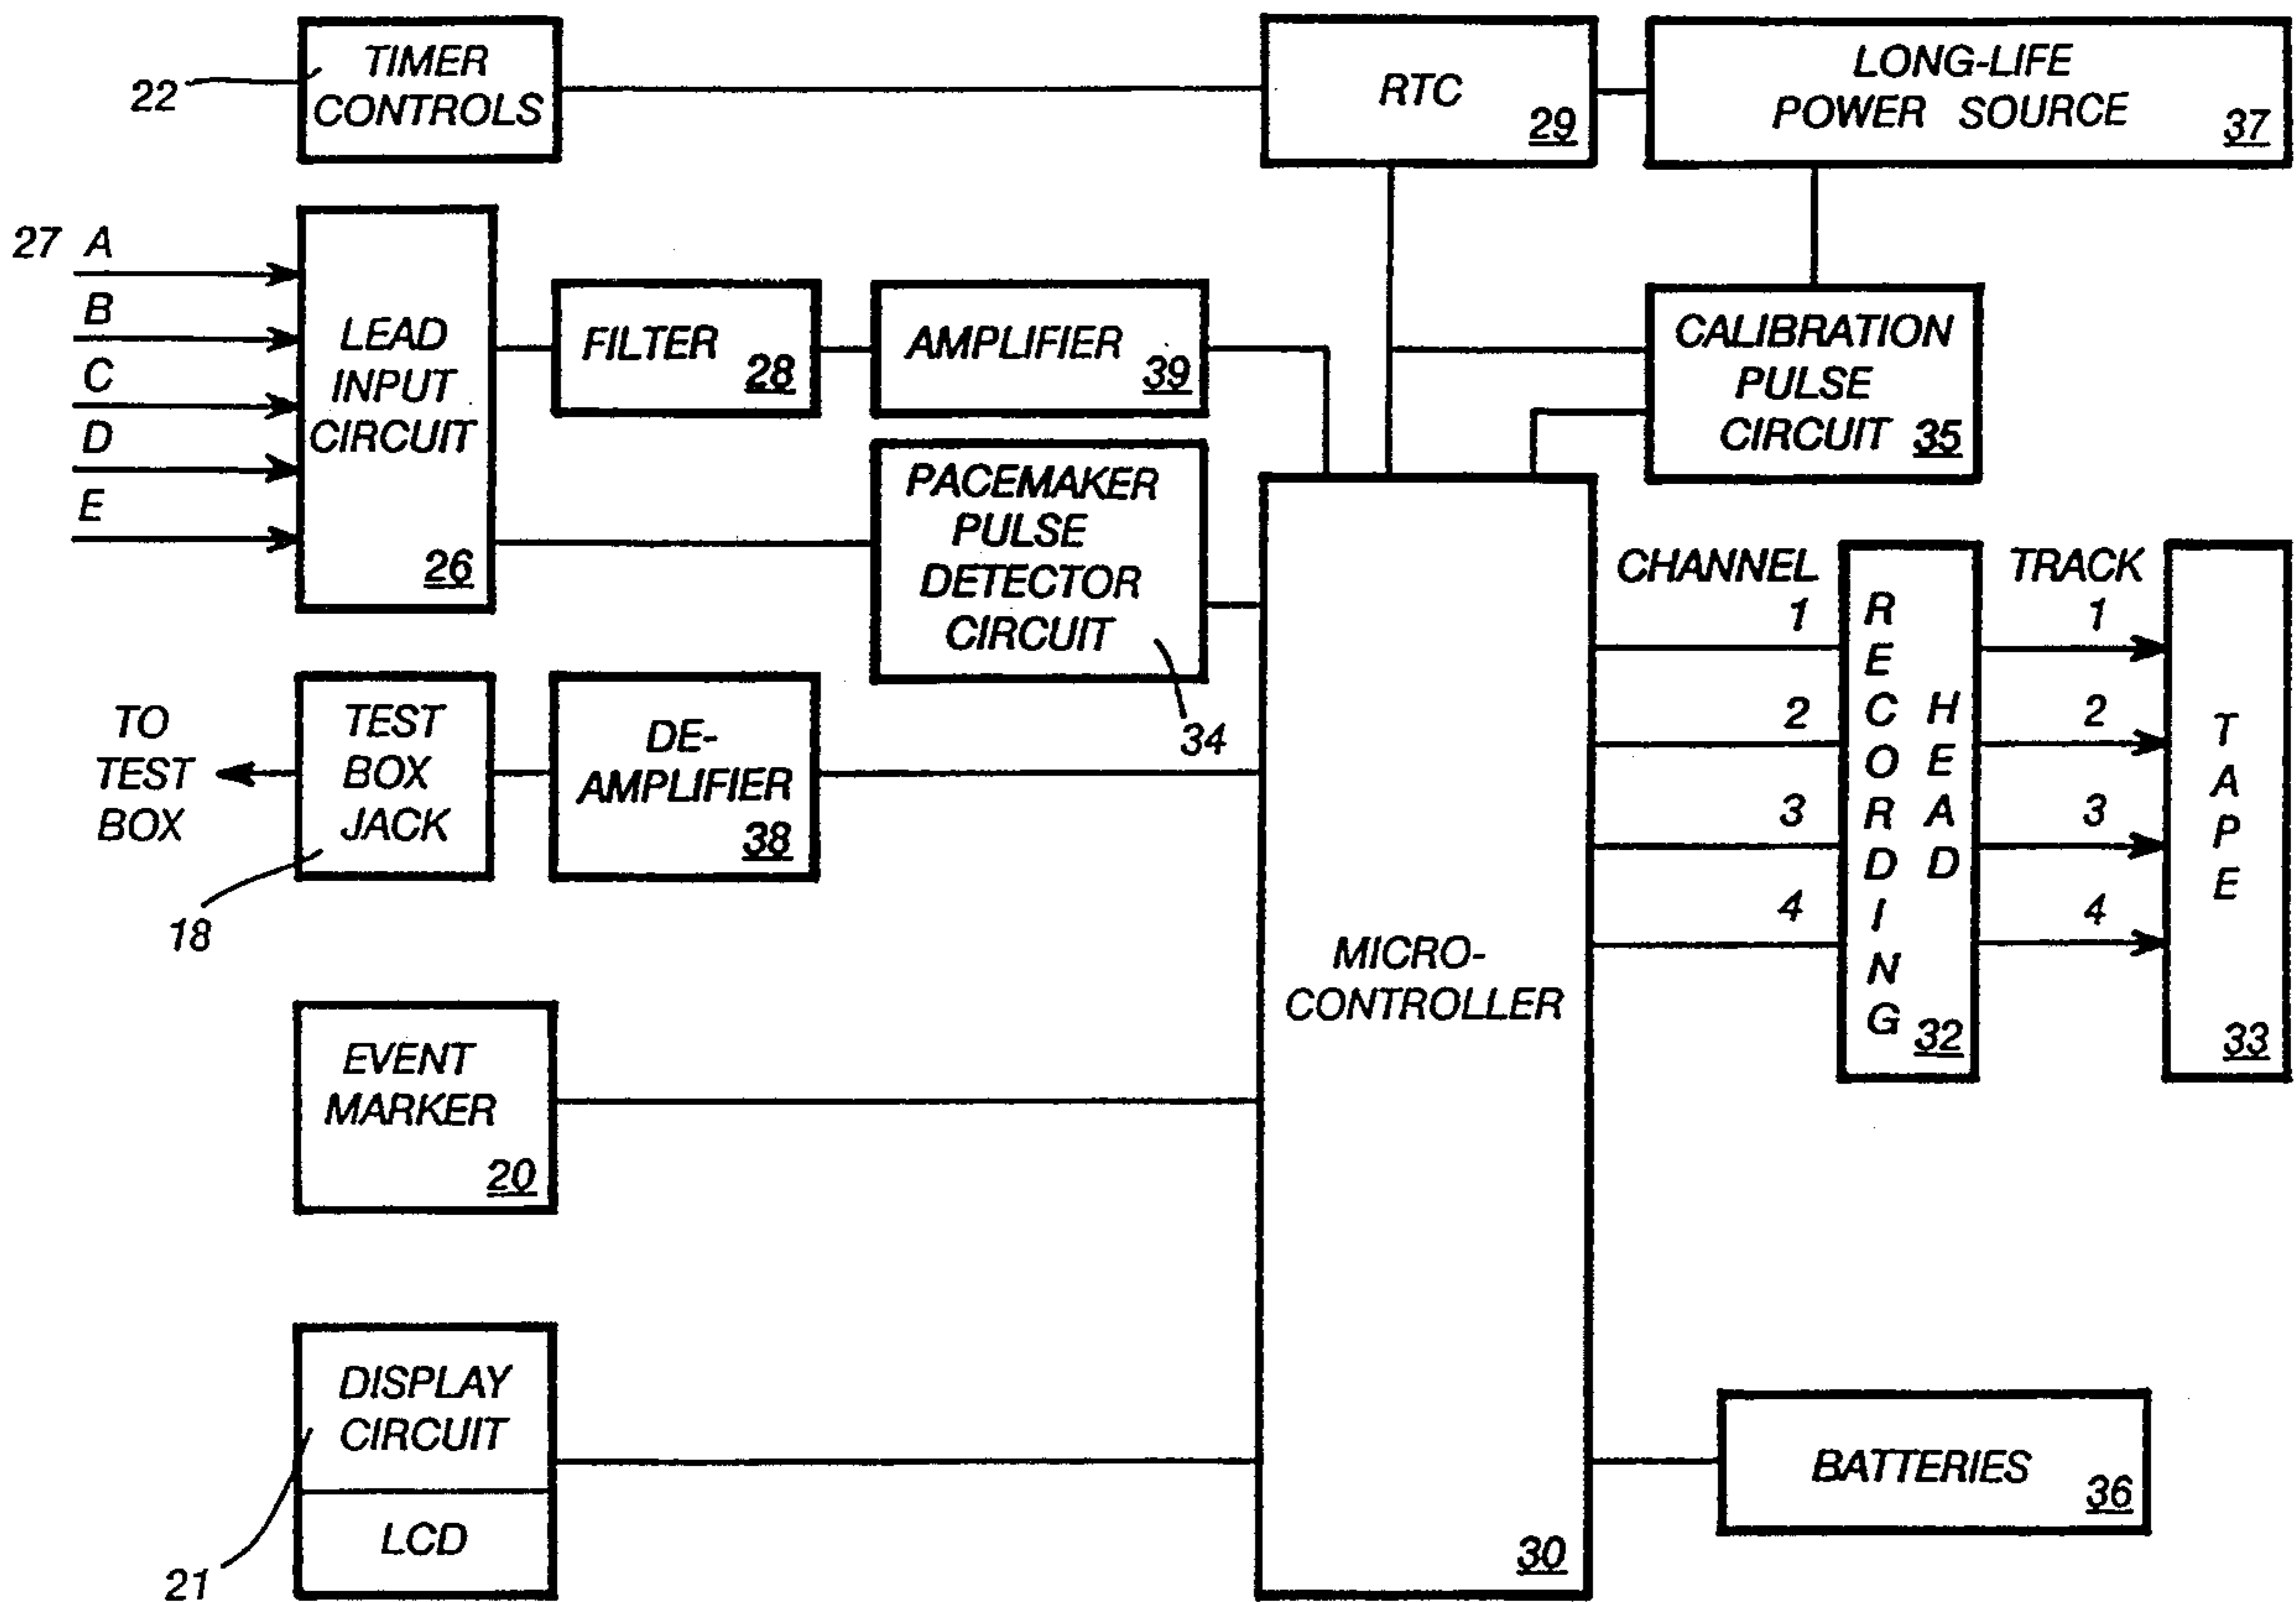 TIMER
CONTROLS
22
RTC
29
LONG-LIFE
POWER SOURCE
37
27 A
B
C
D
E
LEAD
INPUT
CIRCUIT
26
FILTER
28
AMPLIFIER
39
CALIBRATION
PULSE
CIRCUIT 35
PACEMAKER
PULSE
DETECTOR
CIRCUIT
34
TO
TEST
BOX
TEST
BOX
JACK
18
DE-
AMPLIFIER
38
MICRO-
CONTROLLER
30
CHANNEL
1
2
3
4
RECORDING
HEAD
32
TRACK
1
2
3
4
TAPE
33
EVENT
MARKER
20
DISPLAY
CIRCUIT
LCD
21
BATTERIES
36